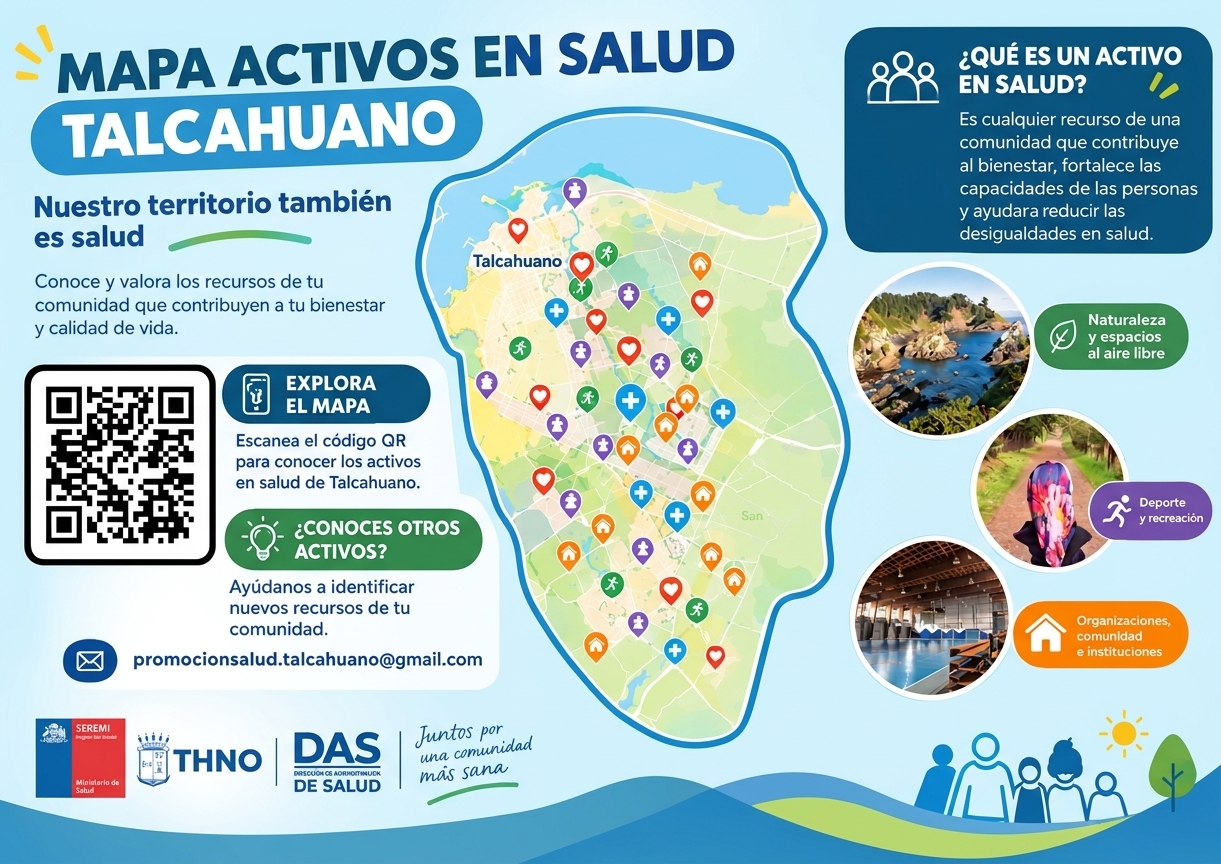 MAPA ACTIVOS EN SALUD
TALCAHUANO
Nuestro territorio también
es salud
Conoce y valora los recursos de tu
comunidad que contribuyen a tu bienestar
y calidad de vida.
EXPLORA
EL MAPA
Escanea el código QR
para conocer los activos
en salud de Talcahuano.
¿CONOCES OTROS
ACTIVOS?
Ayúdanos a identificar
nuevos recursos de tu
comunidad.
promocionsalud.talcahuano@gmail.com
SEREMI
Ministerio de
Salud
THNO
DAS
DE SALUD
Juntos por
una comunidad
más sana
Talcahuano
San
¿QUÉ ES UN ACTIVO
EN SALUD?
Es cualquier recurso de una
comunidad que contribuye
al bienestar, fortalece las
capacidades de las personas
y ayudara reducir las
desigualdades en salud.
Naturaleza
y espacios
al aire libre
Deporte
y recreación
Organizaciones,
comunidad
e instituciones